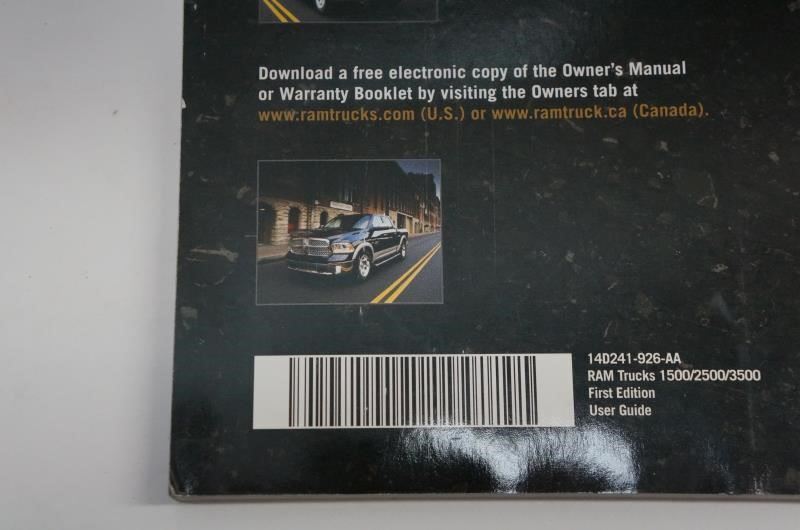 Download a free electronic copy of the Owner's Manual
or Warranty Booklet by visiting the Owners tab at
www.ramtrucks.com (U.S.) or www.ramtruck.ca (Canada).
14D241-926-AA
RAM Trucks 1500/2500/3500
First Edition
User Guide